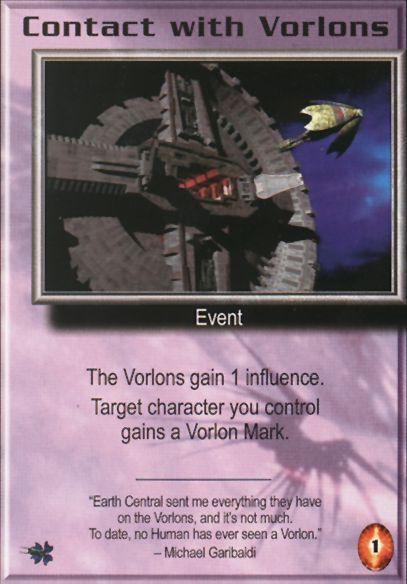 Contact with Vorlons
Event
The Vorlons gain 1 influence.
Target character you control
gains a Vorlon Mark.
“Earth Central sent me everything they have
on the Vorlons, and it's not much.
To date, no Human has ever seen a Vorlon.”
– Michael Garibaldi
1